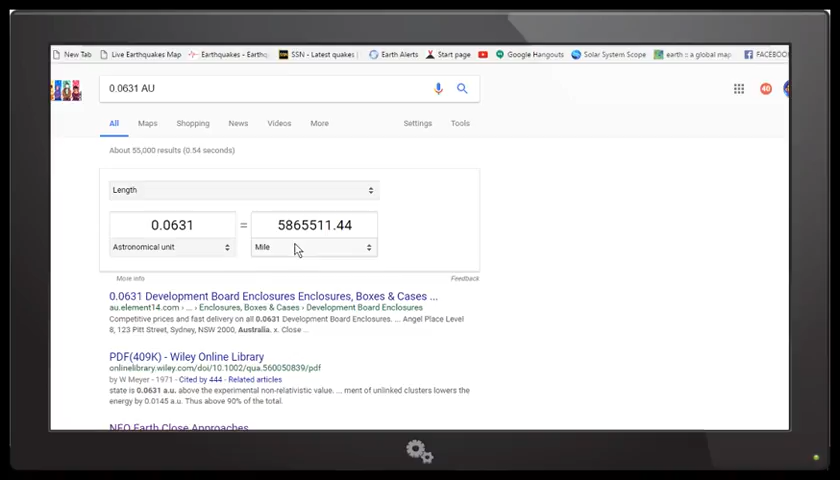 New Tab Live Earthquakes Map Earthquakes - Earthq SSN - Latest quakes Earth Alerts Start page Google Hangouts Solar System Scope earth :: a global map FACEBOO
0.0631 AU
40
All Maps Shopping News Videos More Settings Tools
About 55,000 results (0.54 seconds)
Length
0.0631 = 5865511.44
Astronomical unit Mile
More info Feedback
0.0631 Development Board Enclosures Enclosures, Boxes & Cases ...
au.element14.com › ... › Enclosures, Boxes & Cases › Development Board Enclosures
Competitive prices and fast delivery on all 0.0631 Development Board Enclosures. ... Angel Place Level
8, 123 Pitt Street, Sydney, NSW 2000, Australia. x. Close ...
PDF(409K) - Wiley Online Library
onlinelibrary.wiley.com/doi/10.1002/qua.560050839/pdf
by W Meyer - 1971 - Cited by 444 - Related articles
state is 0.0631 a.u. above the experimental non-relativistic value. ... ment of unlinked clusters lowers the
energy by 0.0145 a.u. Thus above 90% of the total.
NEO Earth Close Approaches